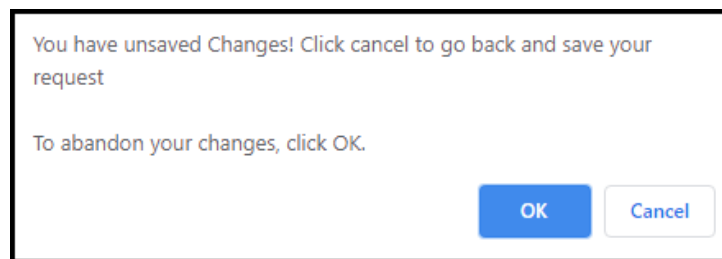 You have unsaved Changes! Click cancel to go back and save your
request
To abandon your changes, click OK.
OK
Cancel